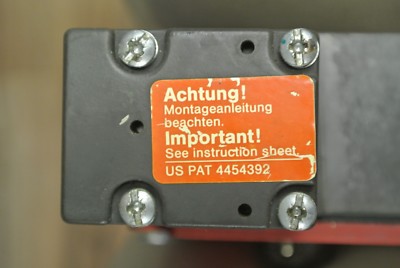 Achtung!
Montageanleitung
beachten.
Important!
See instruction sheet.
US PAT 4454392